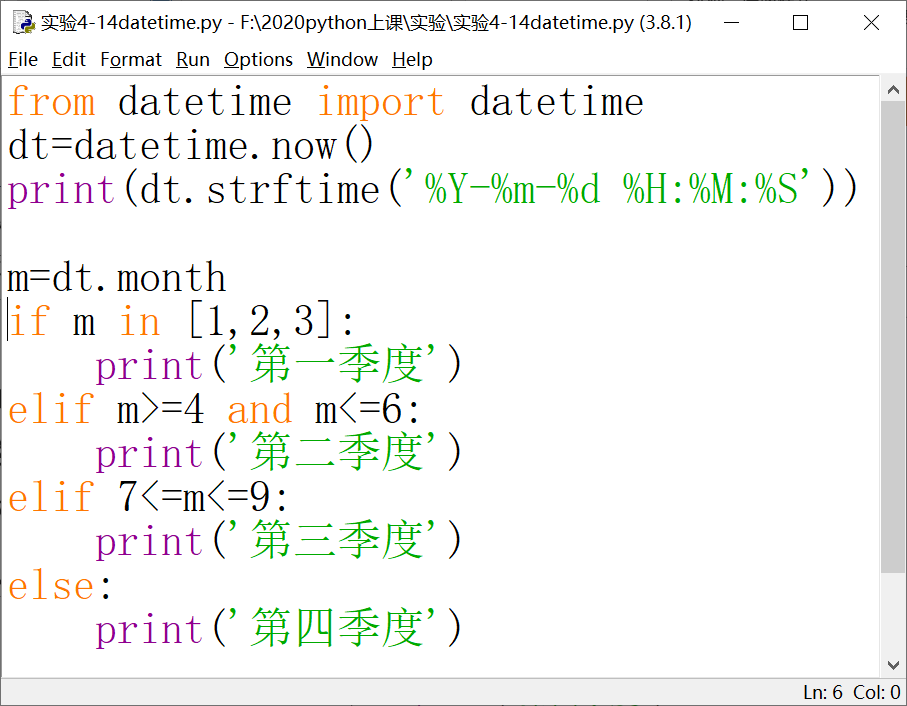 实验4-14datetime.py - F:\2020python上课\实验\实验4-14datetime.py (3.8.1)
File Edit Format Run Options Window Help
from datetime import datetime
dt=datetime.now()
print(dt.strftime('%Y-%m-%d %H:%M:%S'))
m=dt.month
if m in [1,2,3]:
    print('第一季度')
elif m>=4 and m<=6:
    print('第二季度')
elif 7<=m<=9:
    print('第三季度')
else:
    print('第四季度')
Ln: 6 Col: 0